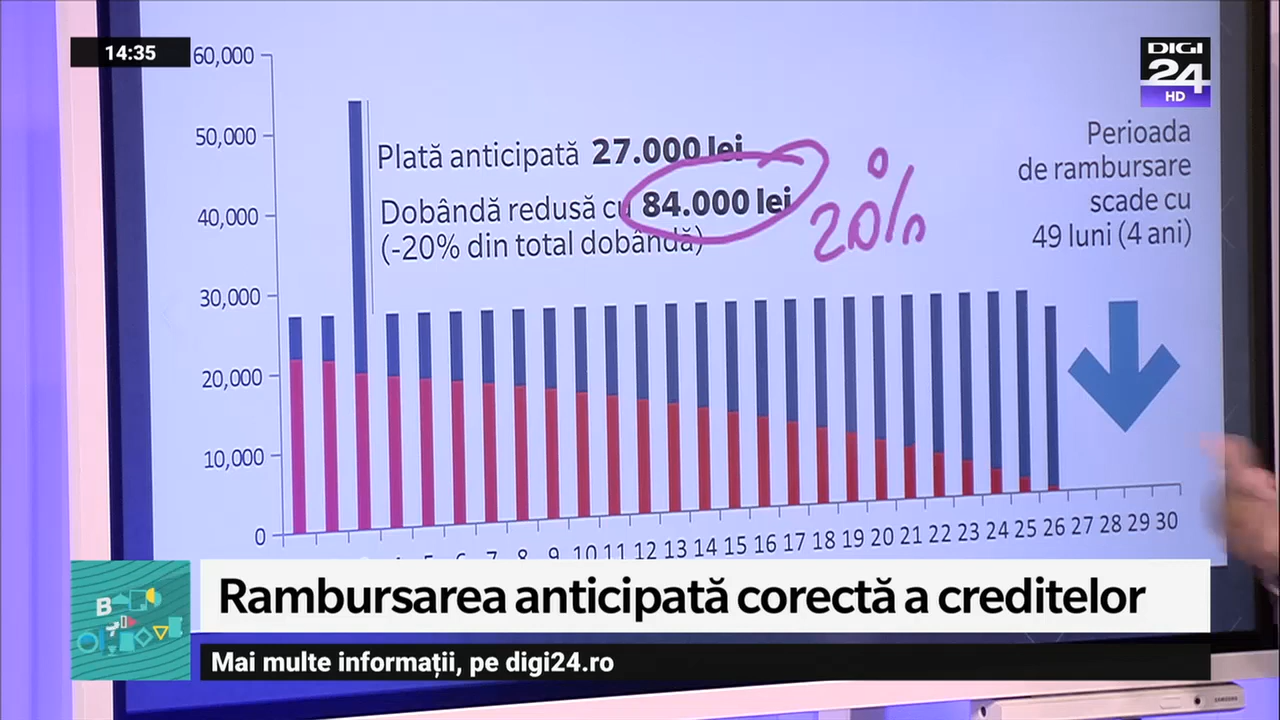 14:35
DIGI
24
HD
60,000
50,000
40,000
30,000
20,000
10,000
0
Plată anticipată 27.000 lei
Dobândă redusă cu 84.000 lei
(-20% din total dobândă)
20%
Perioada
de rambursare
scade cu
49 luni (4 ani)
4 5 6 7 8 9 10 11 12 13 14 15 16 17 18 19 20 21 22 23 24 25 26 27 28 29 30
Rambursarea anticipată corectă a creditelor
Mai multe informații, pe digi24.ro
SAMSUNG